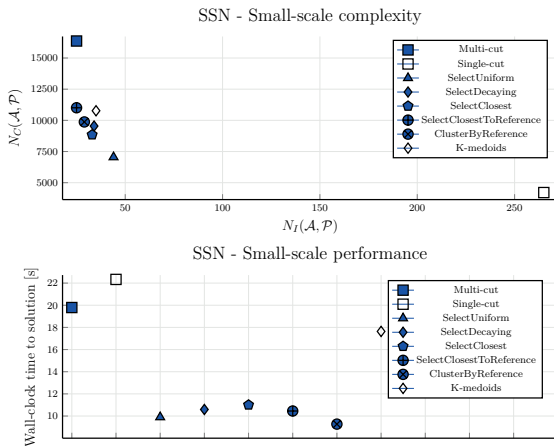 SSN - Small-scale complexity
N_C(𝒜, 𝒫)
15000
12500
10000
7500
5000
50
100
150
200
250
N_I(𝒜, 𝒫)
Multi-cut
Single-cut
SelectUniform
SelectDecaying
SelectClosest
SelectClosestToReference
ClusterByReference
K-medoids
SSN - Small-scale performance
Wall-clock time to solution [s]
22
20
18
16
14
12
10
Multi-cut
Single-cut
SelectUniform
SelectDecaying
SelectClosest
SelectClosestToReference
ClusterByReference
K-medoids